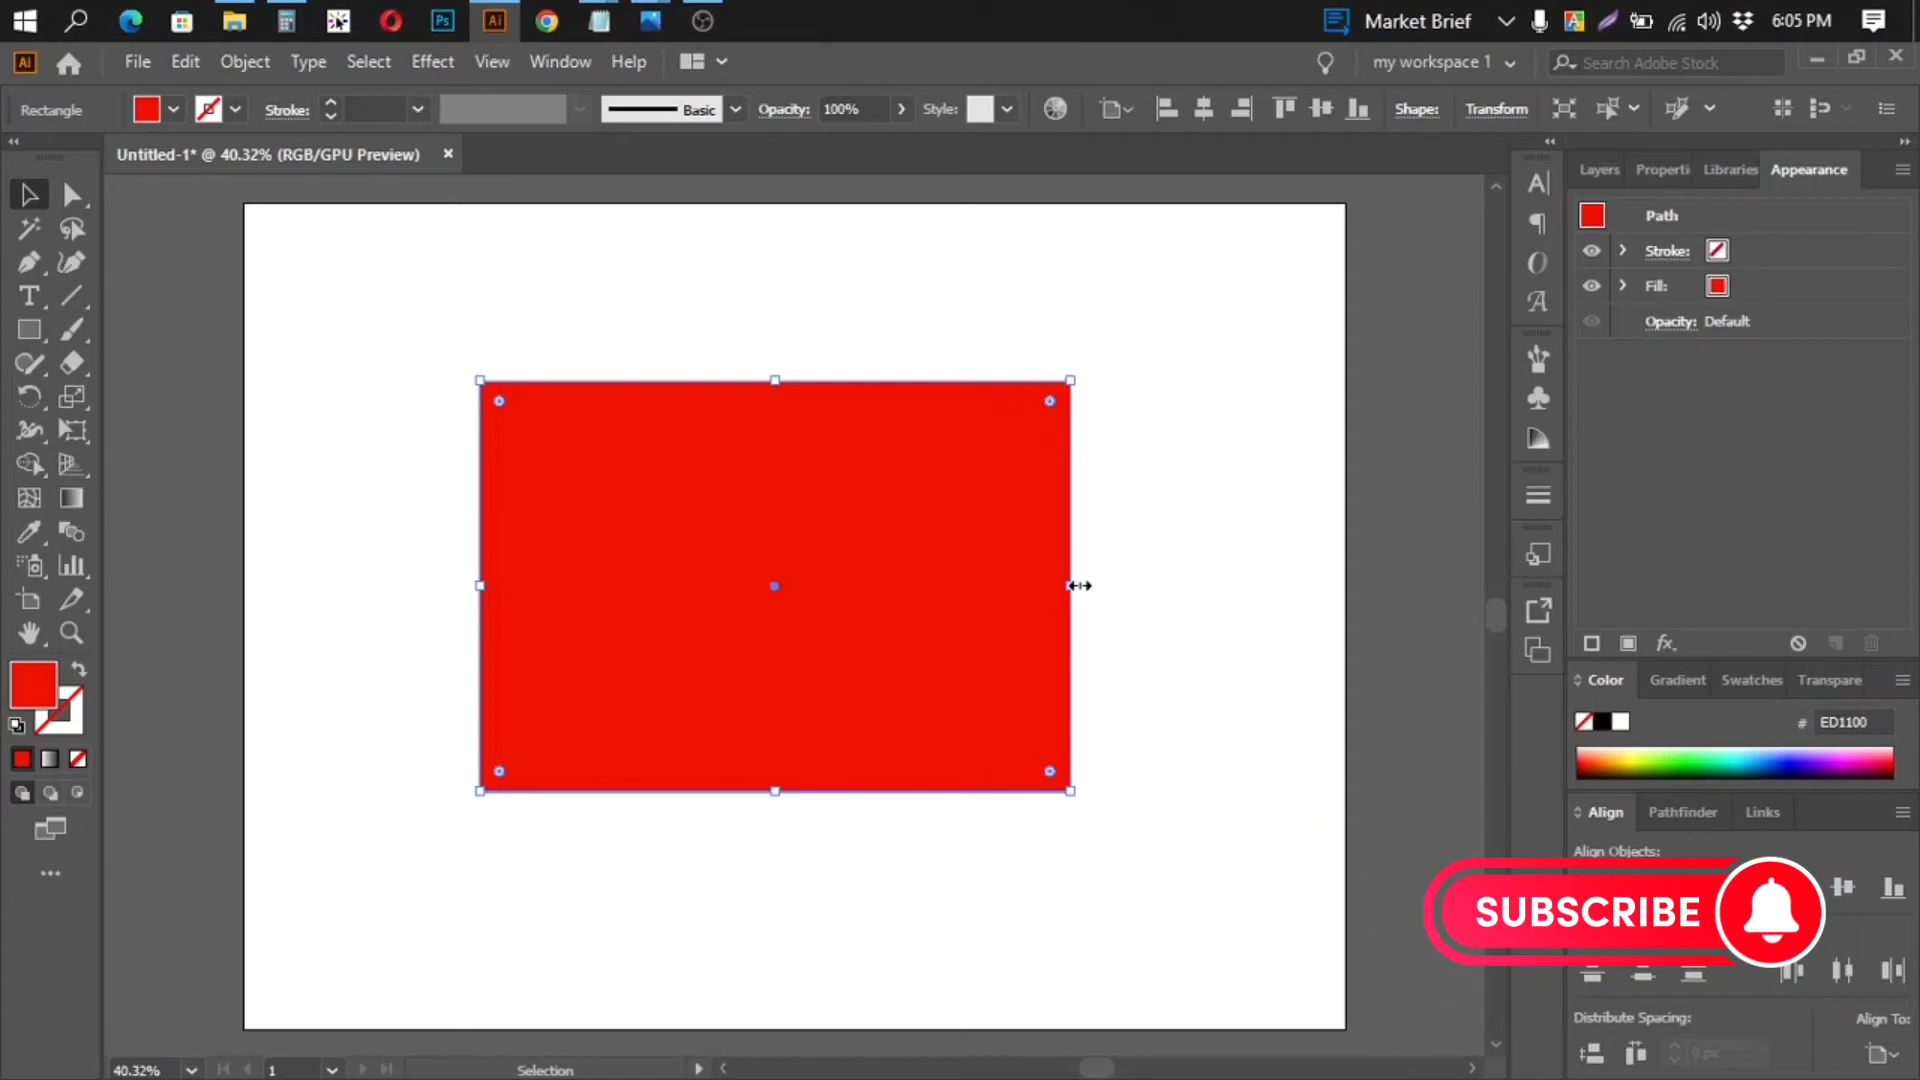 Market Brief
6:05 PM
File Edit Object Type Select Effect View Window Help
my workspace 1
Search Adobe Stock
Rectangle
Stroke:
Basic
Opacity: 100%
Style:
Shape:
Transform
Untitled-1* @ 40.32% (RGB/GPU Preview)
Layers Properti Libraries Appearance
Path
Stroke:
Fill:
Opacity: Default
Color Gradient Swatches Transpare
# ED1100
Align Pathfinder Links
Align Objects:
SUBSCRIBE
Distribute Spacing:
Align To:
0 px
40.32%
1
Selection